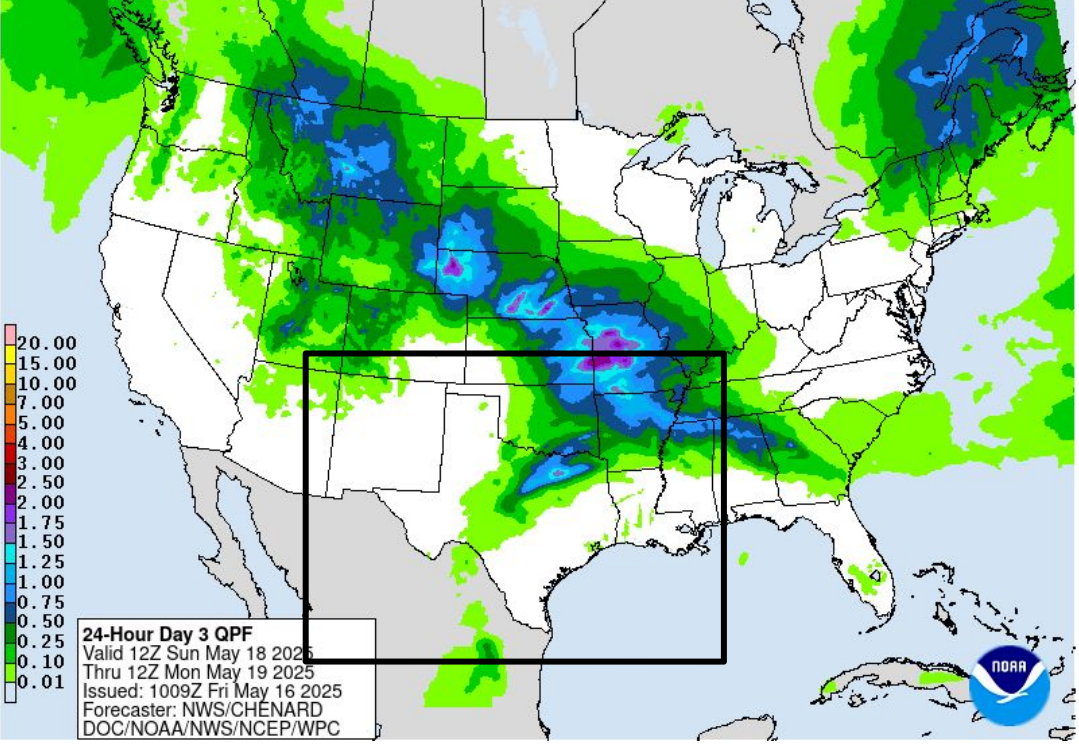 20.00
15.00
10.00
7.00
5.00
4.00
3.00
2.50
2.00
1.75
1.50
1.25
1.00
0.75
0.50
0.25
0.10
0.01
24-Hour Day 3 QPF
Valid 12Z Sun May 18 2025
Thru 12Z Mon May 19 2025
Issued: 1009Z Fri May 16 2025
Forecaster: NWS/CHENARD
DOC/NOAA/NWS/NCEP/WPC
NOAA